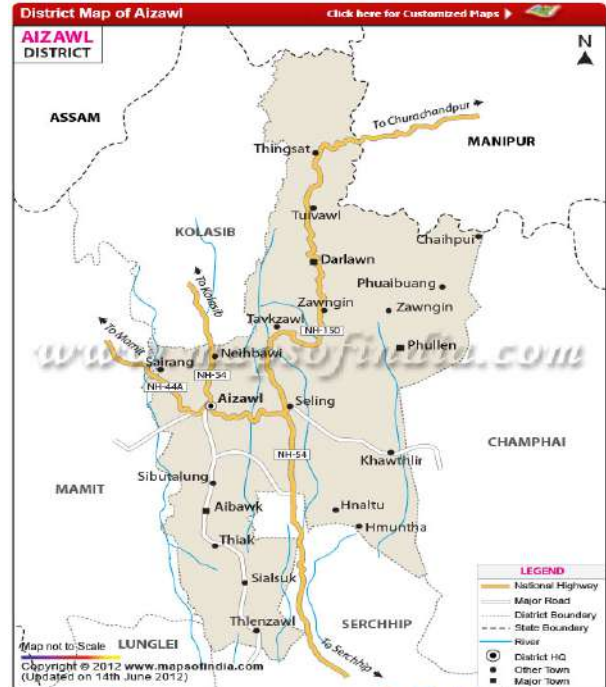 District Map of Aizawl
Click here for Customized Maps
AIZAWL
DISTRICT
N
ASSAM
To Churachandpur
MANIPUR
Thingsat
Tuivawl
KOLASIB
Chaihpui
Darlawn
To Kolasib
Phuaibuang
Zawngin
Zawngin
Tavkzawl
NH-150
To Mamit
Phullen
Neihbawi
www.mapsofindia.com
Sairang
NH-54
NH-44A
Aizawl
Seling
CHAMPHAI
NH-54
Khawthlir
Sibutalung
MAMIT
Aibawk
Hnaltu
Hmuntha
Thiak
Sialsuk
LEGEND
National Highway
Major Road
District Boundary
State Boundary
River
District HQ
Other Town
Major Town
Thlenzawl
SERCHHIP
LUNGLEI
To Serchhip
Map not to Scale
Copyright © 2012 www.mapsofindia.com
(Updated on 14th June 2012)